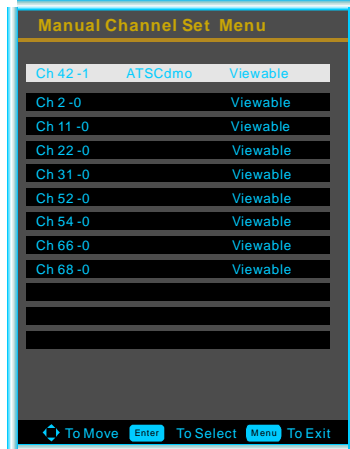 Manual Channel Set Menu
Ch 42 -1 ATSCdmo Viewable
Ch 2 -0 Viewable
Ch 11 -0 Viewable
Ch 22 -0 Viewable
Ch 31 -0 Viewable
Ch 52 -0 Viewable
Ch 54 -0 Viewable
Ch 66 -0 Viewable
Ch 68 -0 Viewable
To Move Enter To Select Menu To Exit